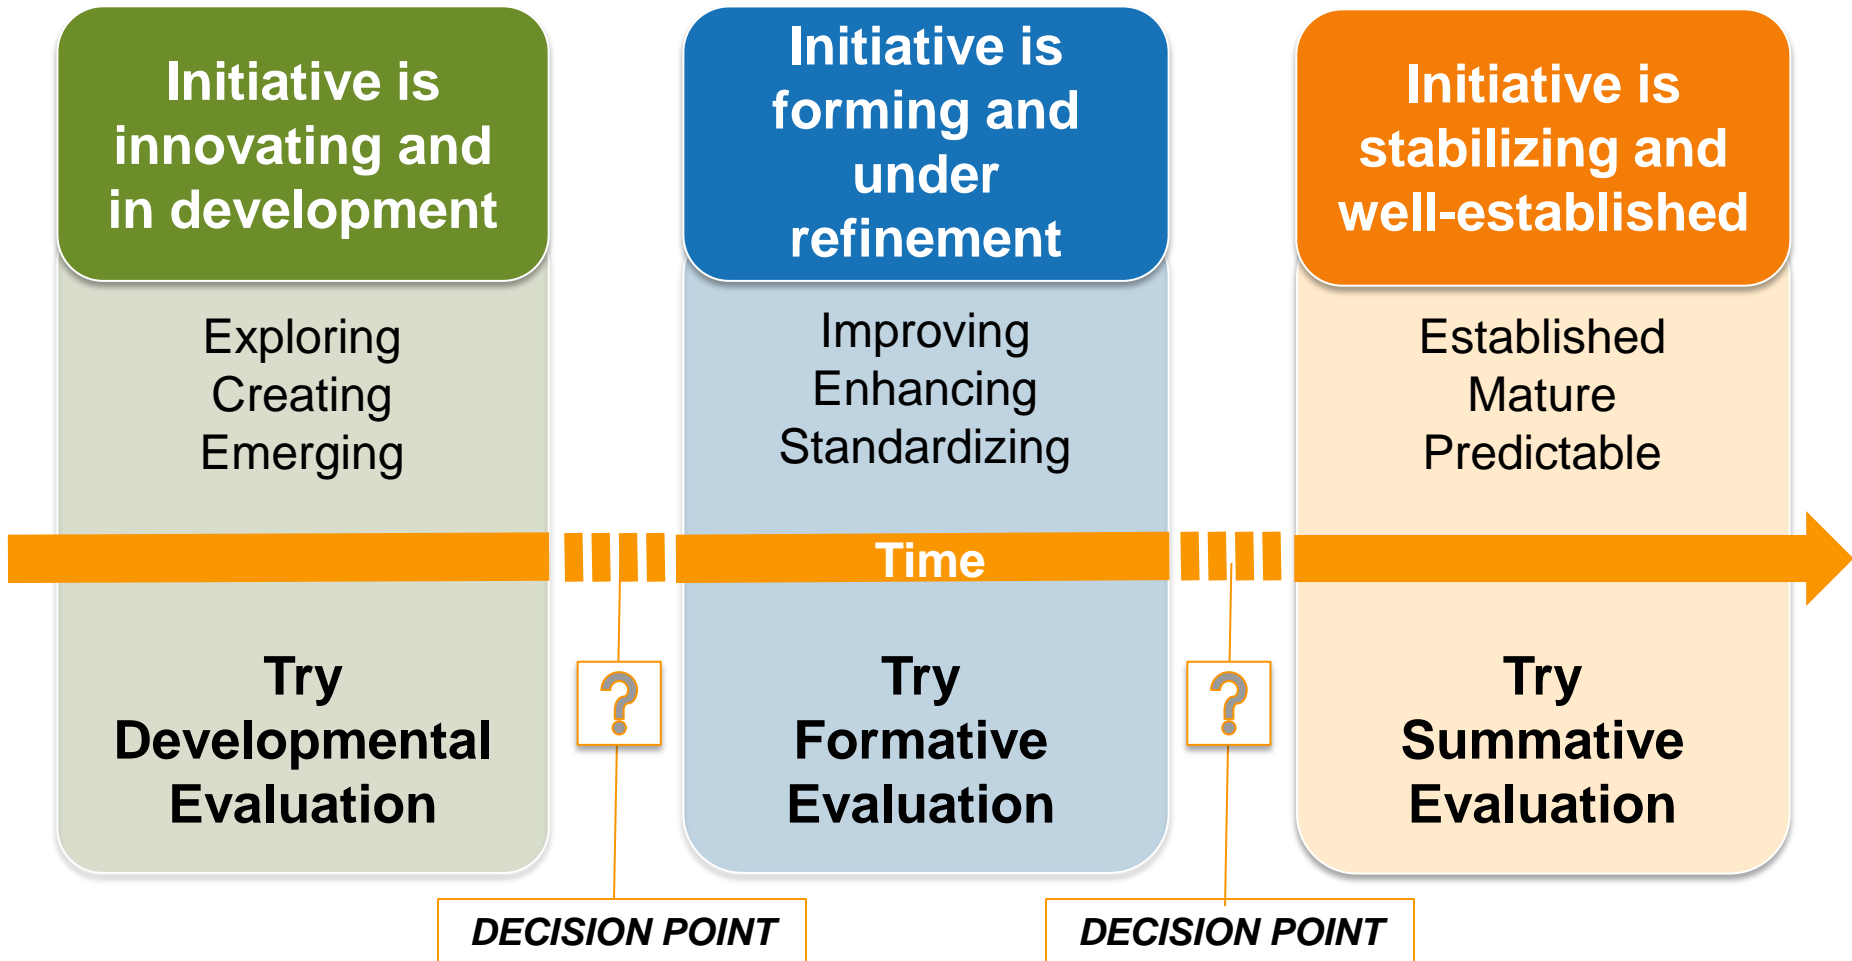 Initiative is
innovating and
in development
Exploring
Creating
Emerging
Try
Developmental
Evaluation
Initiative is
forming and
under
refinement
Improving
Enhancing
Standardizing
Time
Try
Formative
Evaluation
Initiative is
stabilizing and
well-established
Established
Mature
Predictable
Try
Summative
Evaluation
?
?
DECISION POINT
DECISION POINT